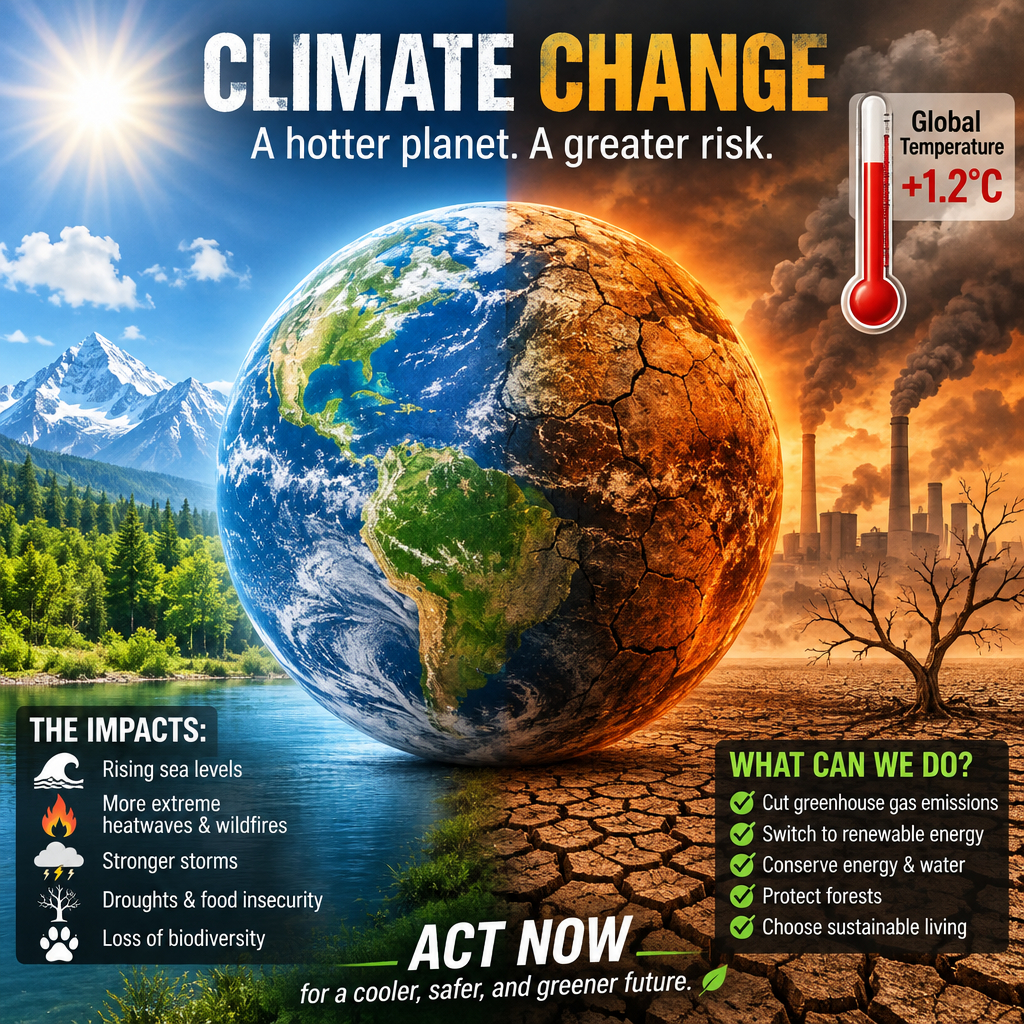 CLIMATE CHANGE
A hotter planet. A greater risk.
Global
Temperature
+1.2°C
THE IMPACTS:
Rising sea levels
More extreme
heatwaves & wildfires
Stronger storms
Droughts & food insecurity
Loss of biodiversity
WHAT CAN WE DO?
Cut greenhouse gas emissions
Switch to renewable energy
Conserve energy & water
Protect forests
Choose sustainable living
ACT NOW
for a cooler, safer, and greener future.